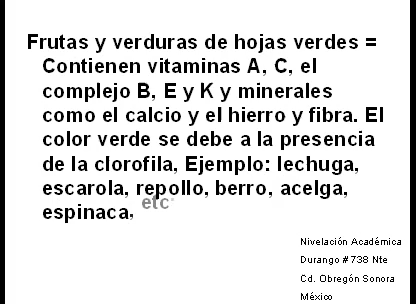 Frutas y verduras de hojas verdes =
Contienen vitaminas A, C, el
complejo B, E y K y minerales
como el calcio y el hierro y fibra. El
color verde se debe a la presencia
de la clorofila, Ejemplo: lechuga,
escarola, repollo, berro, acelga,
espinaca, etc.
Nivelación Académica
Durango #738 Nte
Cd. Obregón Sonora
México